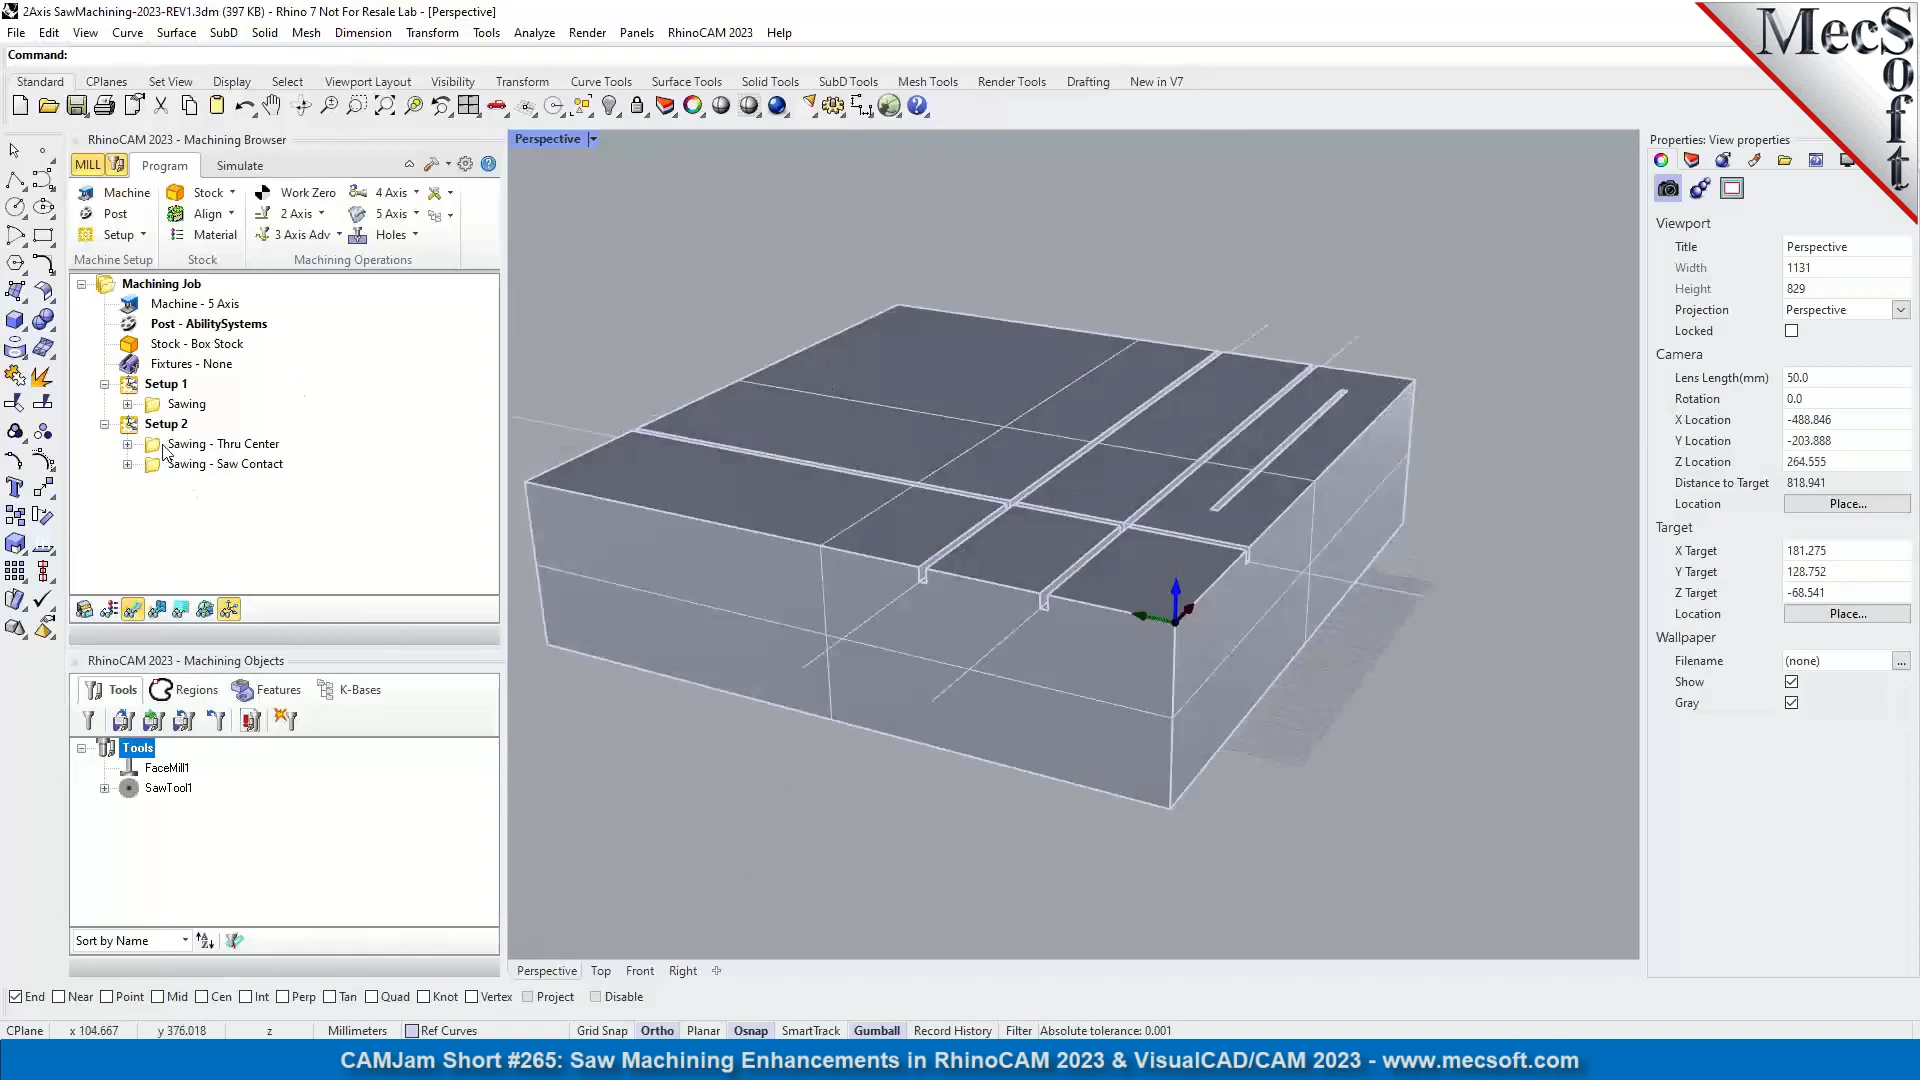 2Axis SawMachining-2023-REV1.3dm (397 KB) - Rhino 7 Not For Resale Lab - [Perspective]
File Edit View Curve Surface SubD Solid Mesh Dimension Transform Tools Analyze Render Panels RhinoCAM 2023 Help
Command:
Standard CPlanes Set View Display Select Viewport Layout Visibility Transform Curve Tools Surface Tools Solid Tools SubD Tools Mesh Tools Render Tools Drafting New in V7
MecSoft
RhinoCAM 2023 - Machining Browser
MILL Program Simulate
Machine Stock Work Zero 4 Axis
Post Align 2 Axis 5 Axis
Setup Material 3 Axis Adv Holes
Machine Setup Stock Machining Operations
Machining Job
Machine - 5 Axis
Post - AbilitySystems
Stock - Box Stock
Fixtures - None
Setup 1
Sawing
Setup 2
Sawing - Thru Center
Sawing - Saw Contact
RhinoCAM 2023 - Machining Objects
Tools Regions Features K-Bases
Tools
FaceMill1
SawTool1
Sort by Name
Perspective
Perspective Top Front Right
Properties: View properties
Viewport
Title Perspective
Width 1131
Height 829
Projection Perspective
Locked
Camera
Lens Length(mm) 50.0
Rotation 0.0
X Location -488.846
Y Location -203.888
Z Location 264.555
Distance to Target 818.941
Location Place...
Target
X Target 181.275
Y Target 128.752
Z Target -68.541
Location Place...
Wallpaper
Filename (none) ...
Show
Gray
End Near Point Mid Cen Int Perp Tan Quad Knot Vertex Project Disable
CPlane x 104.667 y 376.018 z Millimeters Ref Curves Grid Snap Ortho Planar Osnap SmartTrack Gumball Record History Filter Absolute tolerance: 0.001
CAMJam Short #265: Saw Machining Enhancements in RhinoCAM 2023 & VisualCAD/CAM 2023 - www.mecsoft.com